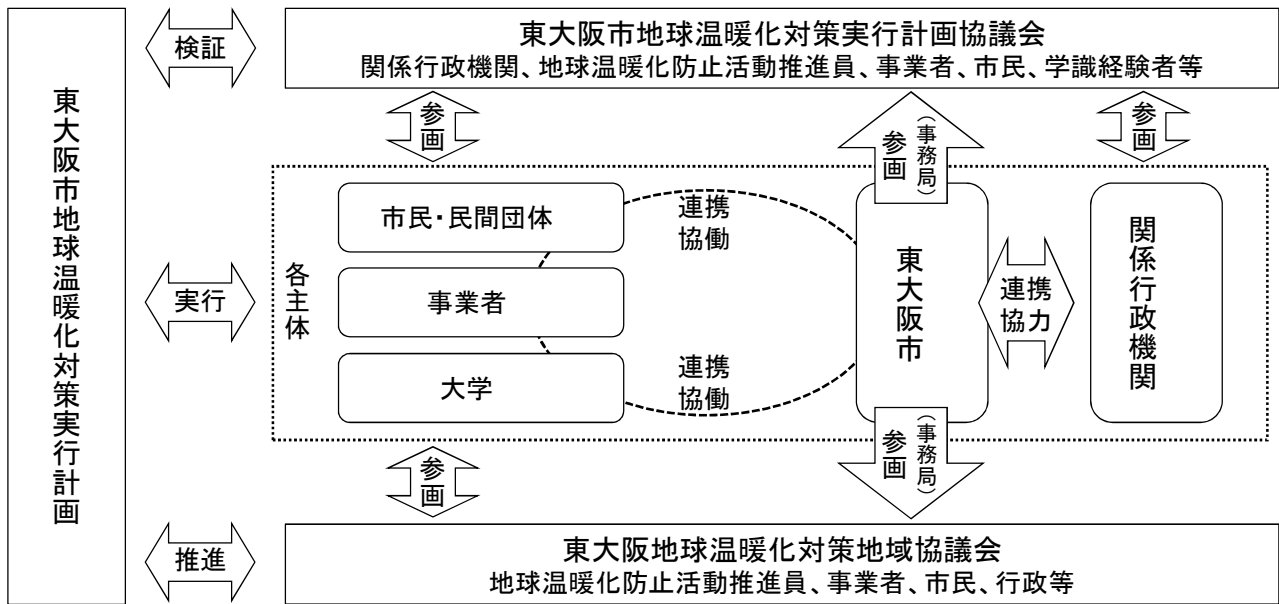 東大阪市地球温暖化対策実行計画
検証
東大阪市地球温暖化対策実行計画協議会
関係行政機関、地球温暖化防止活動推進員、事業者、市民、学識経験者等
参画
参画
（事務局）
参画
実行
各主体
市民・民間団体
事業者
大学
連携
協働
連携
協働
東大阪市
連携
協力
関係行政機関
参画
参画
（事務局）
推進
東大阪地球温暖化対策地域協議会
地球温暖化防止活動推進員、事業者、市民、行政等